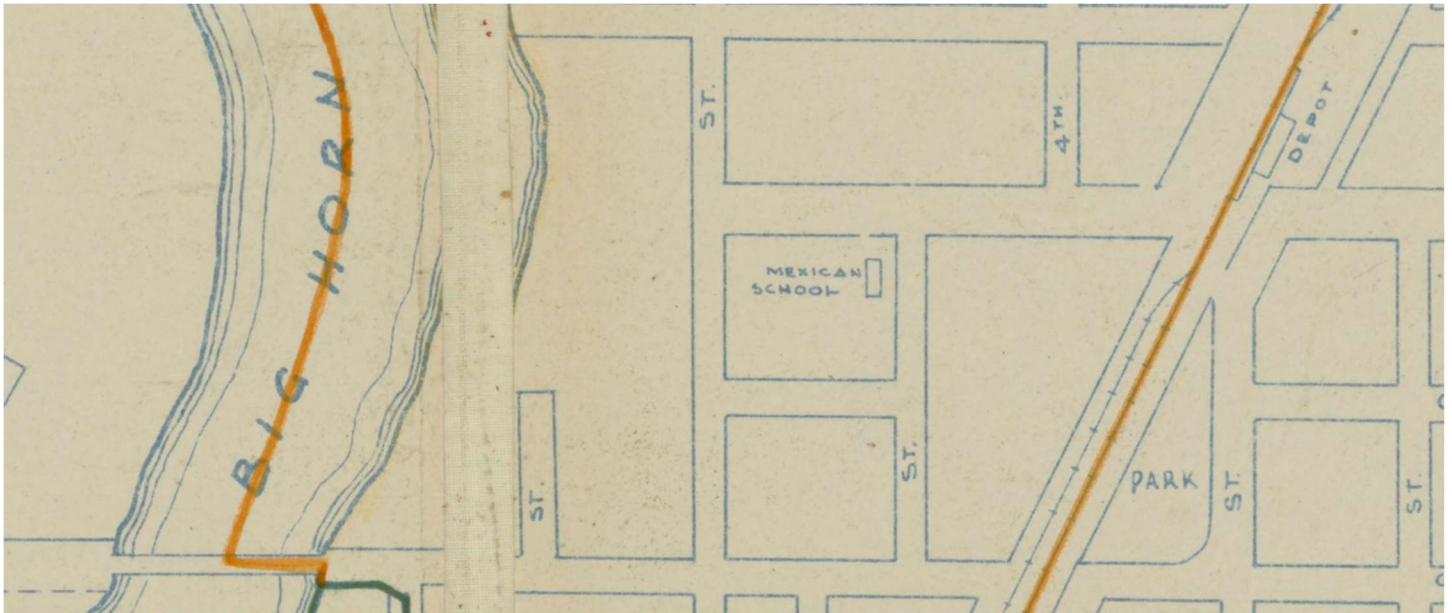 BIG HORN
ST.
4TH.
DEPOT
MEXICAN
SCHOOL
ST.
ST.
PARK
ST.
ST.